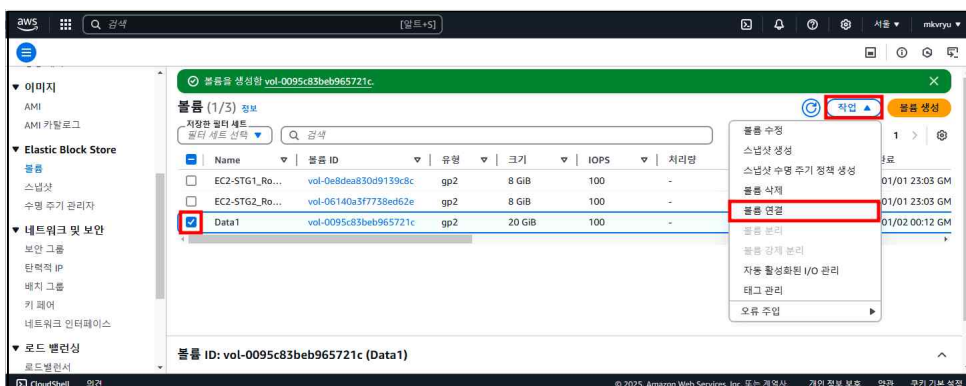 aws 검색 [알트+S] 서울 ▼ mkvryu ▼
볼륨을 생성함 vol-0095c83beb965721c.
이미지
AMI
AMI 카탈로그
Elastic Block Store
볼륨
스냅샷
수명 주기 관리자
네트워크 및 보안
보안 그룹
탄력적 IP
배치 그룹
키 페어
네트워크 인터페이스
로드 밸런싱
로드밸런서
볼륨 (1/3) 정보
작업 ▲ 볼륨 생성
저장된 필터 세트
필터 세트 선택 ▼ 검색 1
Name 볼륨 ID 유형 크기 IOPS 처리량
EC2-STG1_Ro... vol-0e8dea830d9139c8c gp2 8 GiB 100 - 01/01 23:03 GM
EC2-STG2_Ro... vol-06140a3f7738ed62e gp2 8 GiB 100 - 01/01 23:03 GM
Data1 vol-0095c83beb965721c gp2 20 GiB 100 - 01/02 00:12 GM
볼륨 수정
스냅샷 생성
스냅샷 수명 주기 정책 생성
볼륨 삭제
볼륨 연결
볼륨 분리
볼륨 강제 분리
자동 활성화된 I/O 관리
태그 관리
오류 주입
볼륨 ID: vol-0095c83beb965721c (Data1)
CloudShell 의견 © 2025, Amazon Web Services, Inc. 또는 계열사. 개인 정보 보호 약관 쿠키 기본 설정